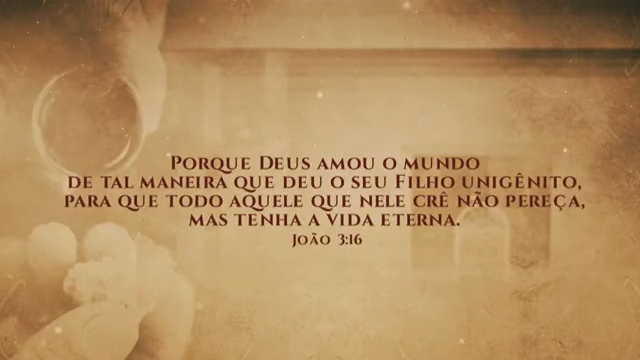 Porque Deus amou o mundo
de tal maneira que deu o seu Filho unigênito,
para que todo aquele que nele crê não pereça,
mas tenha a vida eterna.
João 3:16